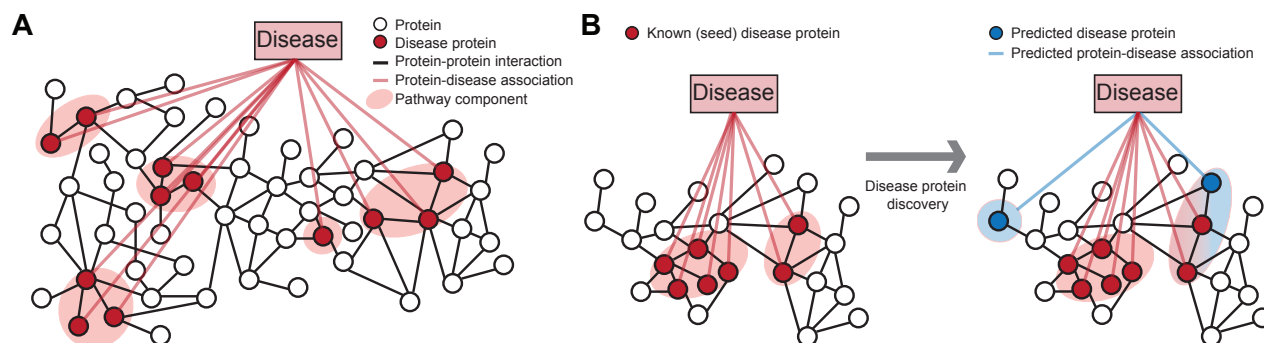 A
Disease
Protein
Disease protein
Protein-protein interaction
Protein-disease association
Pathway component
B
Known (seed) disease protein
Disease
Disease protein
discovery
Predicted disease protein
Predicted protein-disease association
Disease